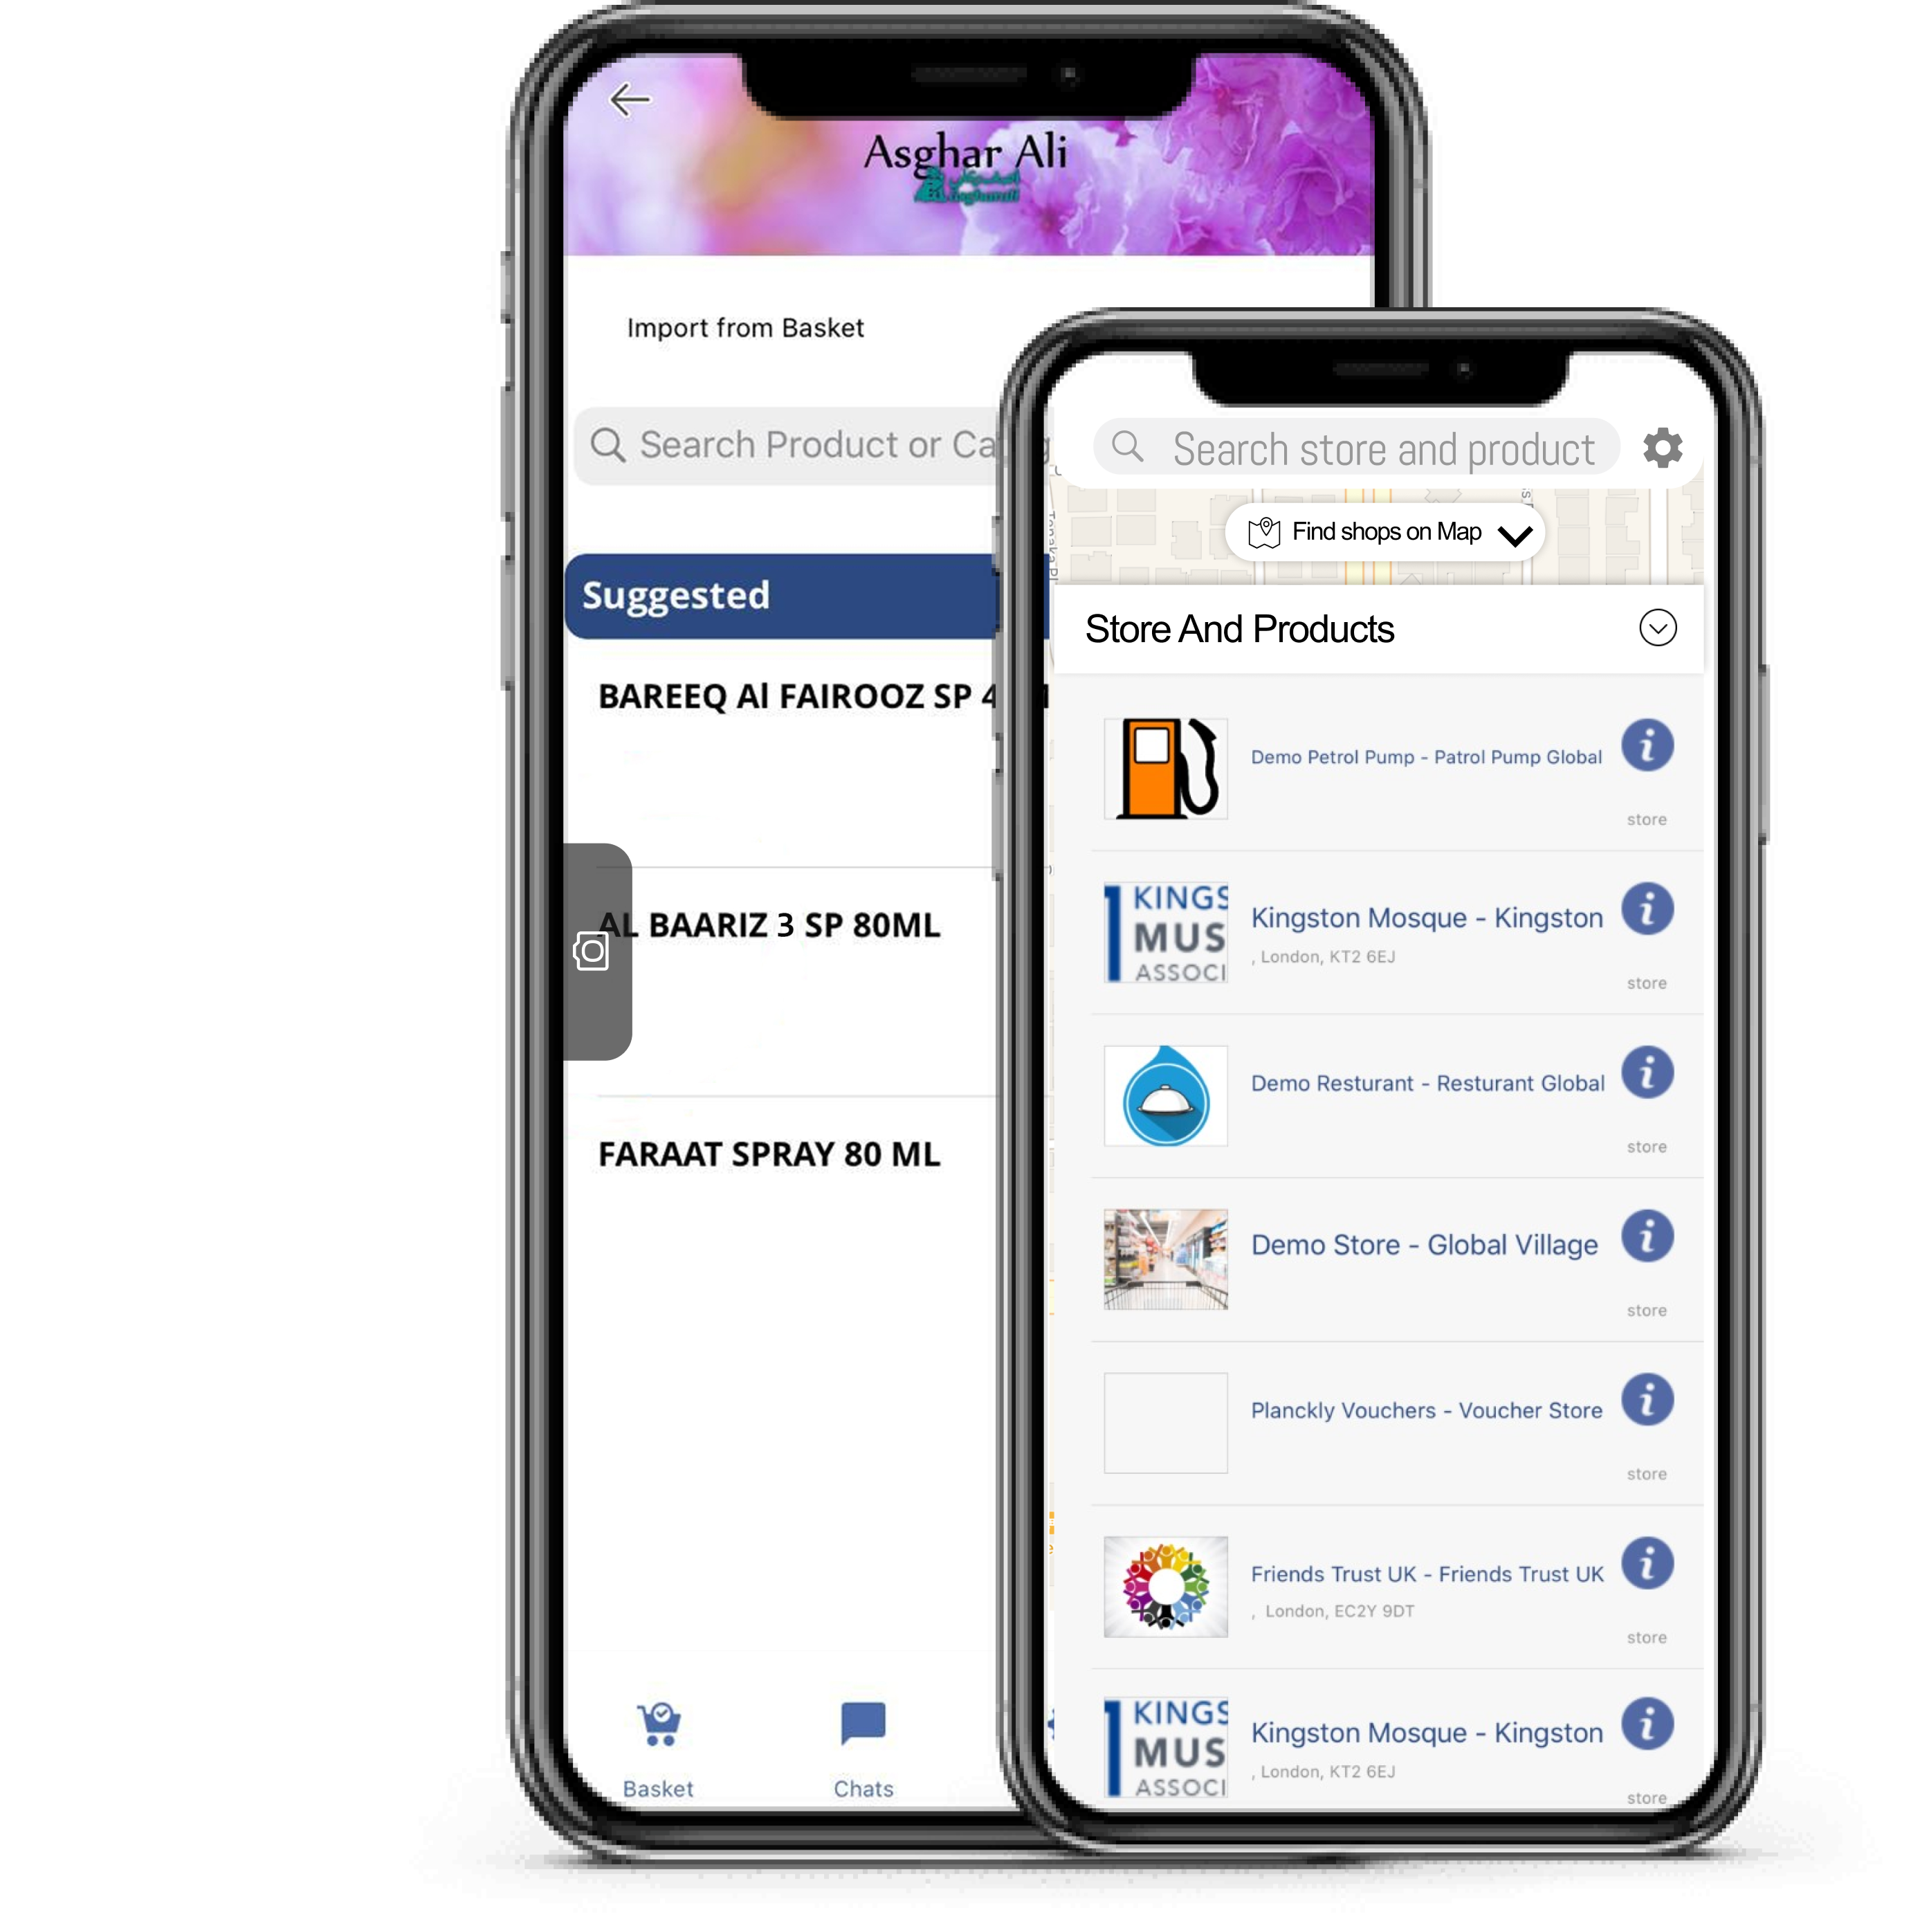 Asghar Ali
Asgharali
Import from Basket
Search Product or Ca
Suggested
BAREEQ Al FAIROOZ SP 4
AL BAARIZ 3 SP 80ML
FARAAT SPRAY 80 ML
Basket
Chats
Search store and product
Find shops on Map
Store And Products
Demo Petrol Pump - Patrol Pump Global
store
KINGS
MUS
ASSOCI
Kingston Mosque - Kingston
, London, KT2 6EJ
store
Demo Resturant - Resturant Global
store
Demo Store - Global Village
store
Planckly Vouchers - Voucher Store
store
Friends Trust UK - Friends Trust UK
, London, EC2Y 9DT
store
KINGS
MUS
ASSOCI
Kingston Mosque - Kingston
, London, KT2 6EJ
store